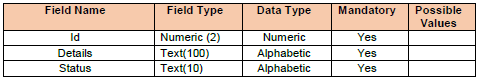 Field Name Field Type Data Type Mandatory Possible Values
Id Numeric (2) Numeric Yes
Details Text(100) Alphabetic Yes
Status Text(10) Alphabetic Yes